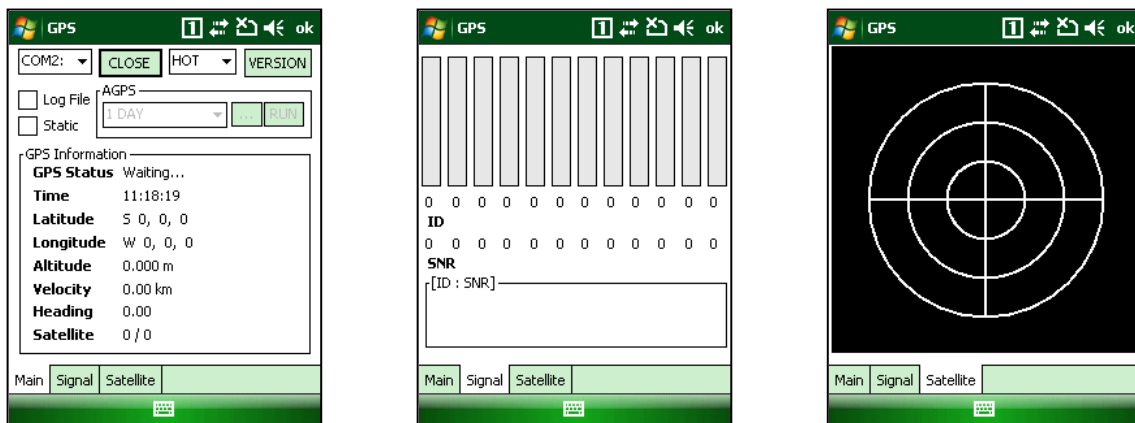 GPS 1 ok
COM2: CLOSE HOT VERSION
Log File
Static
AGPS
1 DAY ... RUN
GPS Information
GPS Status Waiting...
Time 11:18:19
Latitude S 0, 0, 0
Longitude W 0, 0, 0
Altitude 0.000 m
Velocity 0.00 km
Heading 0.00
Satellite 0 / 0
Main Signal Satellite
GPS 1 ok
0 0 0 0 0 0 0 0 0 0 0 0
ID
0 0 0 0 0 0 0 0 0 0 0 0
SNR
[ID : SNR]
Main Signal Satellite
GPS 1 ok
Main Signal Satellite